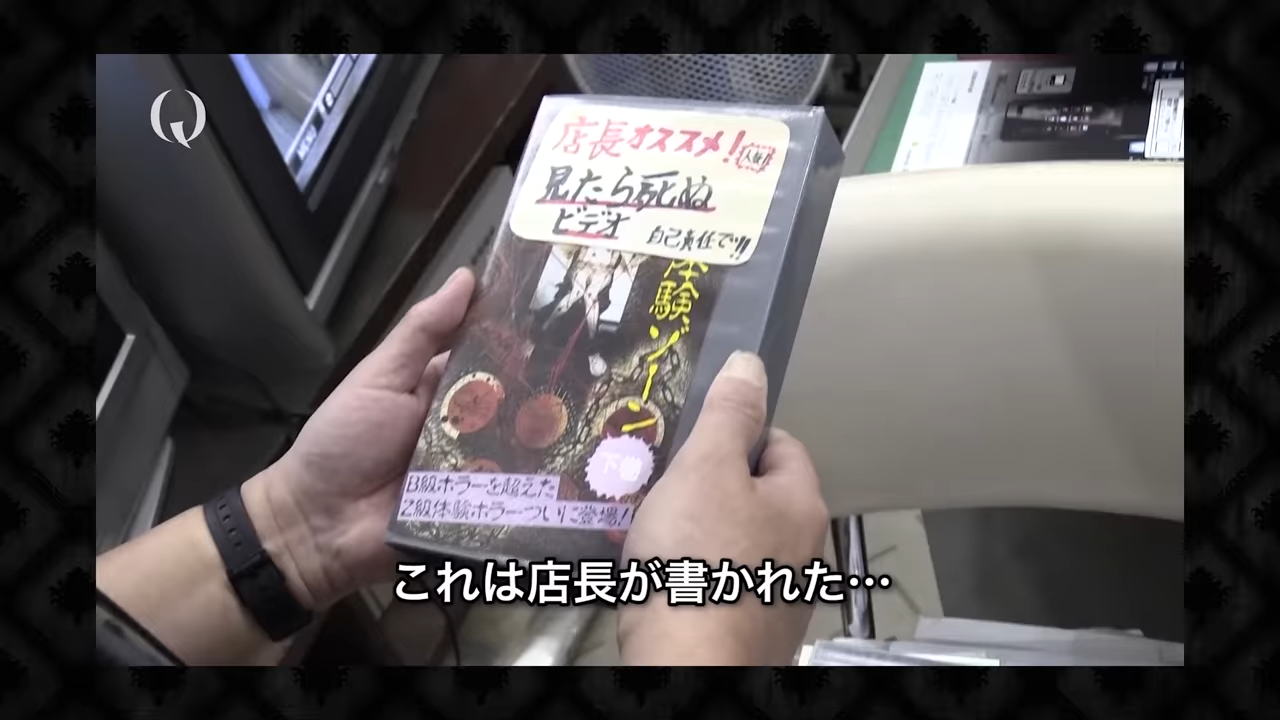 店長オススメ!
見たら死ぬ
ビデオ
自己責任で!!
体験ゾーン
下巻
B級ホラーを超えた
Z級体験ホラーついに登場!
これは店長が書かれた…